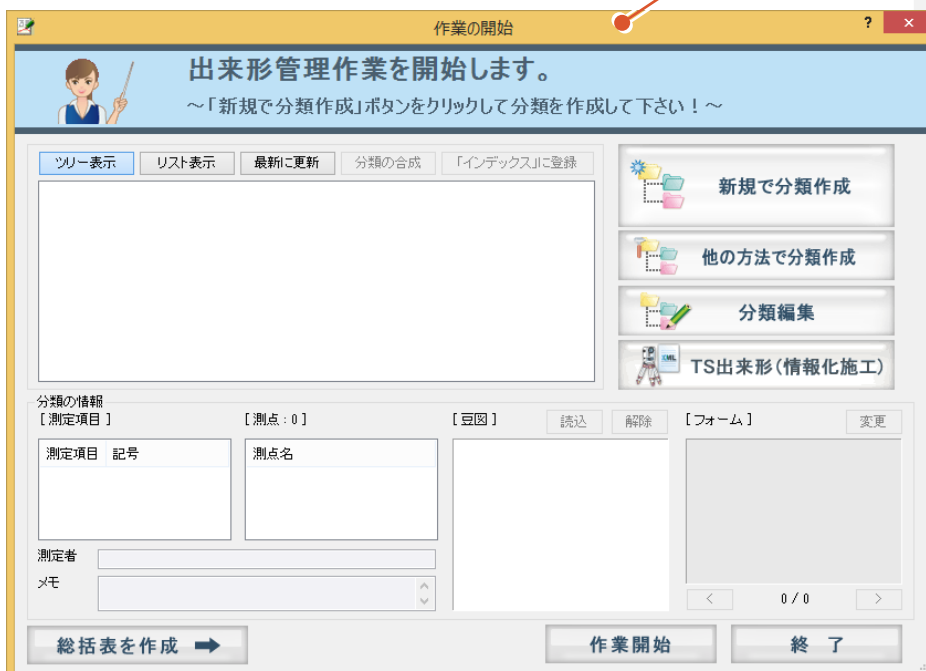 作業の開始
? ×
出来形管理作業を開始します。
～「新規で分類作成」ボタンをクリックして分類を作成して下さい！～
ツリー表示 リスト表示 最新に更新 分類の合成 「インデックス」に登録
新規で分類作成
他の方法で分類作成
分類編集
XML
TS出来形(情報化施工)
分類の情報
[ 測定項目 ] [ 測点 : 0 ] [ 豆図 ] 読込 解除 [ フォーム ] 変更
測定項目 記号 測点名
測定者
メモ
< 0 / 0 >
総括表を作成 ➡ 作業開始 終 了